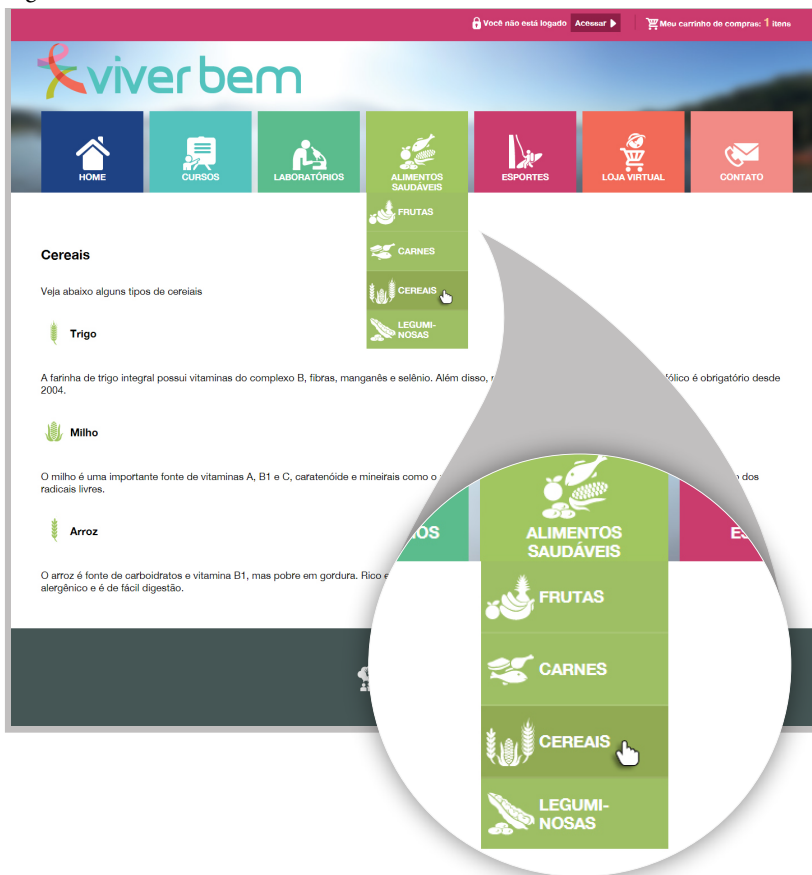 Você não está logado Acessar Meu carrinho de compras: 1 itens
viver bem
HOME CURSOS LABORATÓRIOS ALIMENTOS SAUDÁVEIS ESPORTES LOJA VIRTUAL CONTATO
FRUTAS
CARNES
CEREAIS
LEGUMI-
NOSAS
Cereais
Veja abaixo alguns tipos de cereiais
Trigo
A farinha de trigo integral possui vitaminas do complexo B, fibras, manganês e selênio. Além disso, fólico é obrigatório desde
2004.
Milho
O milho é uma importante fonte de vitaminas A, B1 e C, caratenóide e mineirais como o dos
radicais livres.
Arroz
O arroz é fonte de carboidratos e vitamina B1, mas pobre em gordura. Rico
alergênico e é de fácil digestão.
ALIMENTOS
SAUDÁVEIS
FRUTAS
CARNES
CEREAIS
LEGUMI-
NOSAS